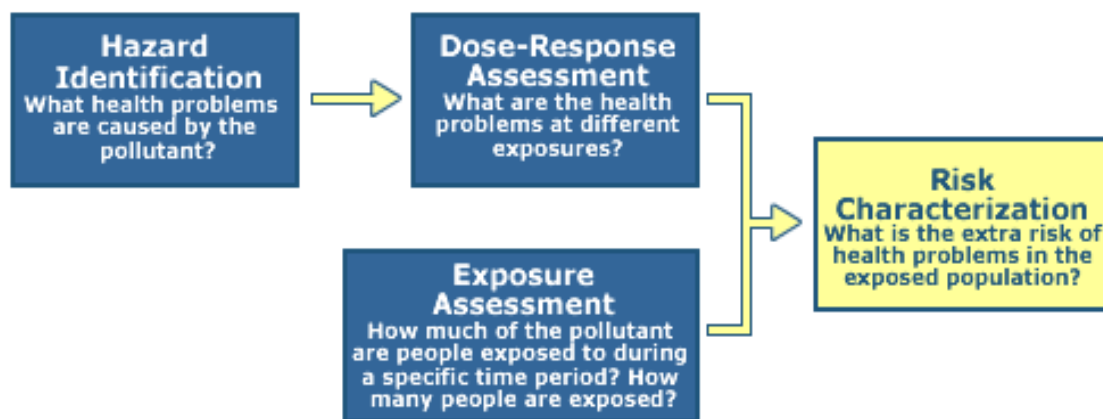 Hazard
Identification
What health problems
are caused by the
pollutant?
Dose-Response
Assessment
What are the health
problems at different
exposures?
Exposure
Assessment
How much of the pollutant
are people exposed to during
a specific time period? How
many people are exposed?
Risk
Characterization
What is the extra risk of
health problems in the
exposed population?